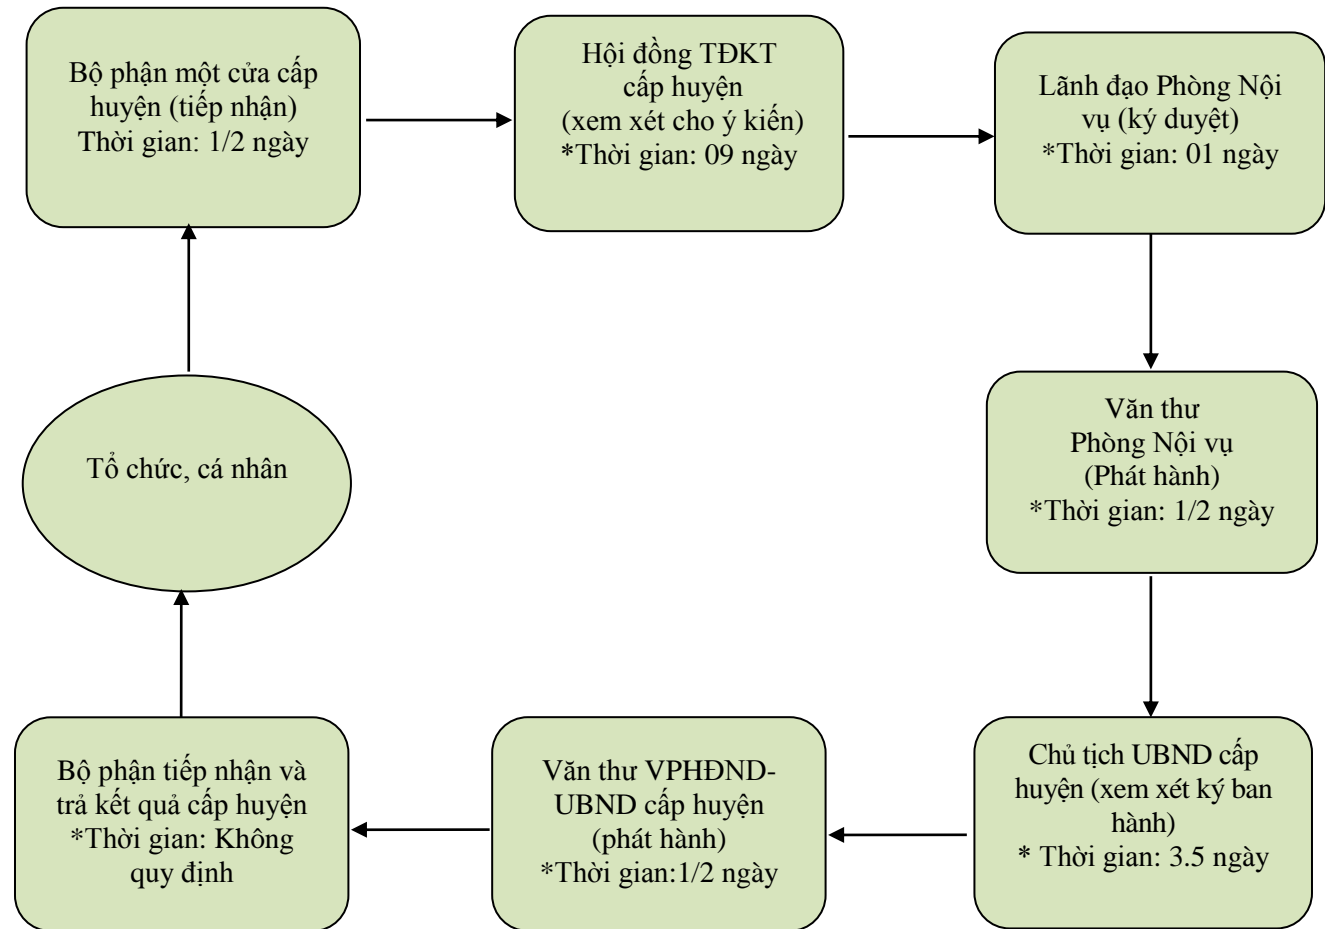 Bộ phận một cửa cấp
huyện (tiếp nhận)
Thời gian: 1/2 ngày
Hội đồng TĐKT
cấp huyện
(xem xét cho ý kiến)
*Thời gian: 09 ngày
Lãnh đạo Phòng Nội
vụ (ký duyệt)
*Thời gian: 01 ngày
Văn thư
Phòng Nội vụ
(Phát hành)
*Thời gian: 1/2 ngày
Chủ tịch UBND cấp
huyện (xem xét ký ban
hành)
* Thời gian: 3.5 ngày
Văn thư VPHĐND-
UBND cấp huyện
(phát hành)
*Thời gian:1/2 ngày
Bộ phận tiếp nhận và
trả kết quả cấp huyện
*Thời gian: Không
quy định
Tổ chức, cá nhân